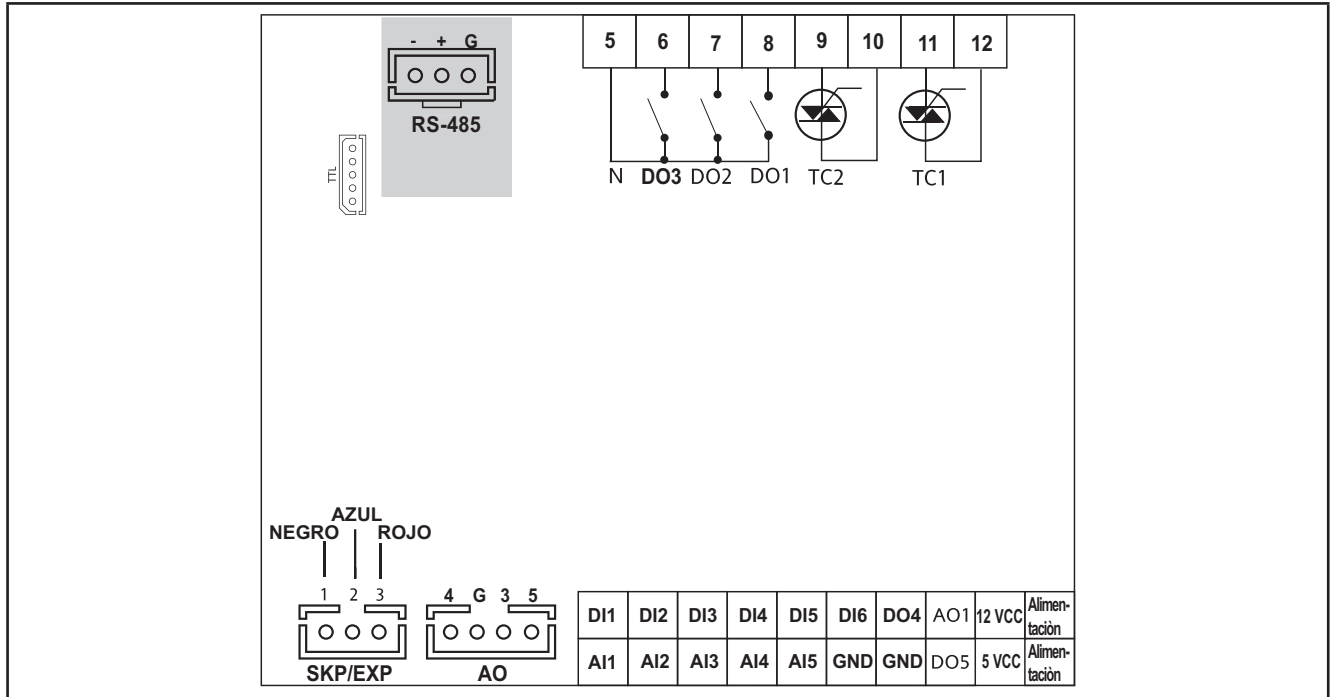 - + G
RS-485
TTL
5 6 7 8 9 10 11 12
N DO3 DO2 DO1 TC2 TC1
AZUL
NEGRO ROJO
1 2 3
SKP/EXP
4 G 3 5
AO
DI1 DI2 DI3 DI4 DI5 DI6 DO4 AO1 12 VCC Alimen-
taciòn
AI1 AI2 AI3 AI4 AI5 GND GND DO5 5 VCC Alimen-
taciòn